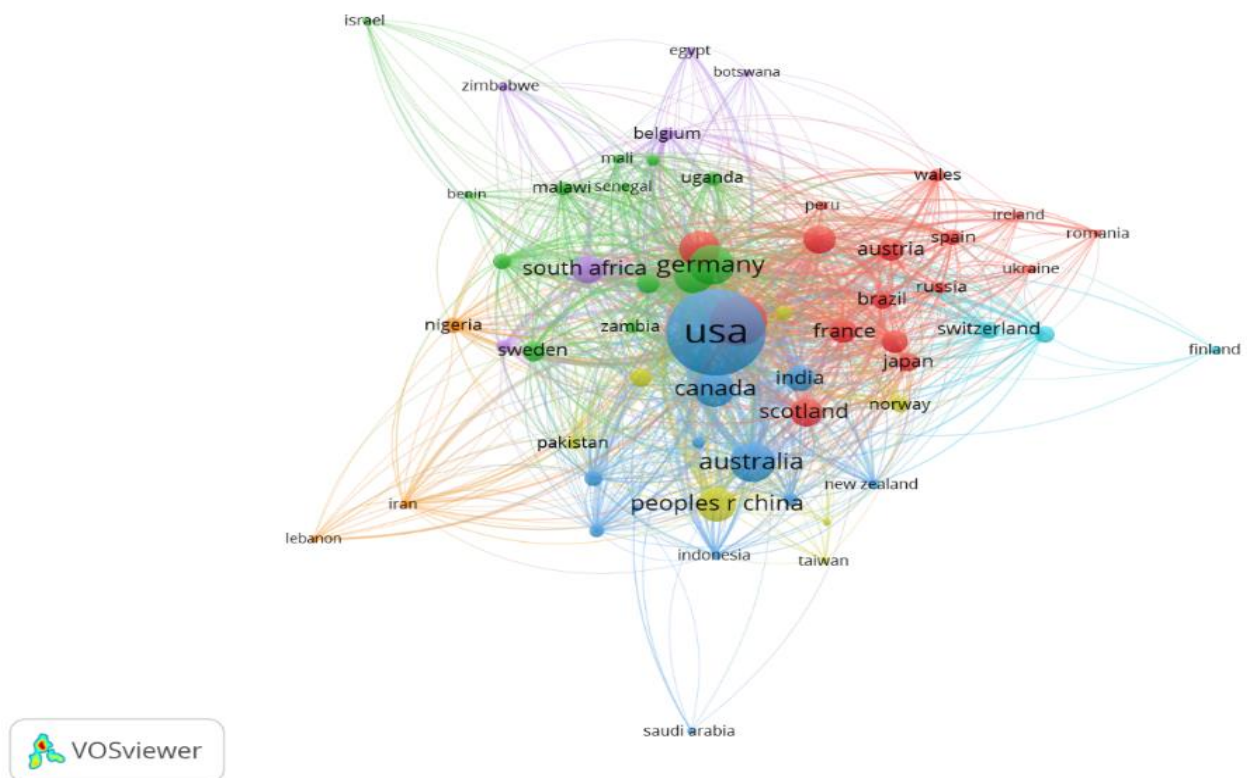 israel
egypt
botswana
zimbabwe
belgium
mali
uganda
wales
malawi
senegal
benin
peru
ireland
romania
spain
austria
south africa
germany
ukraine
russia
brazil
nigeria
zambia
usa
france
switzerland
sweden
finland
japan
india
canada
norway
scotland
pakistan
australia
new zealand
iran
peoples r china
lebanon
indonesia
taiwan
saudi arabia
VOSviewer